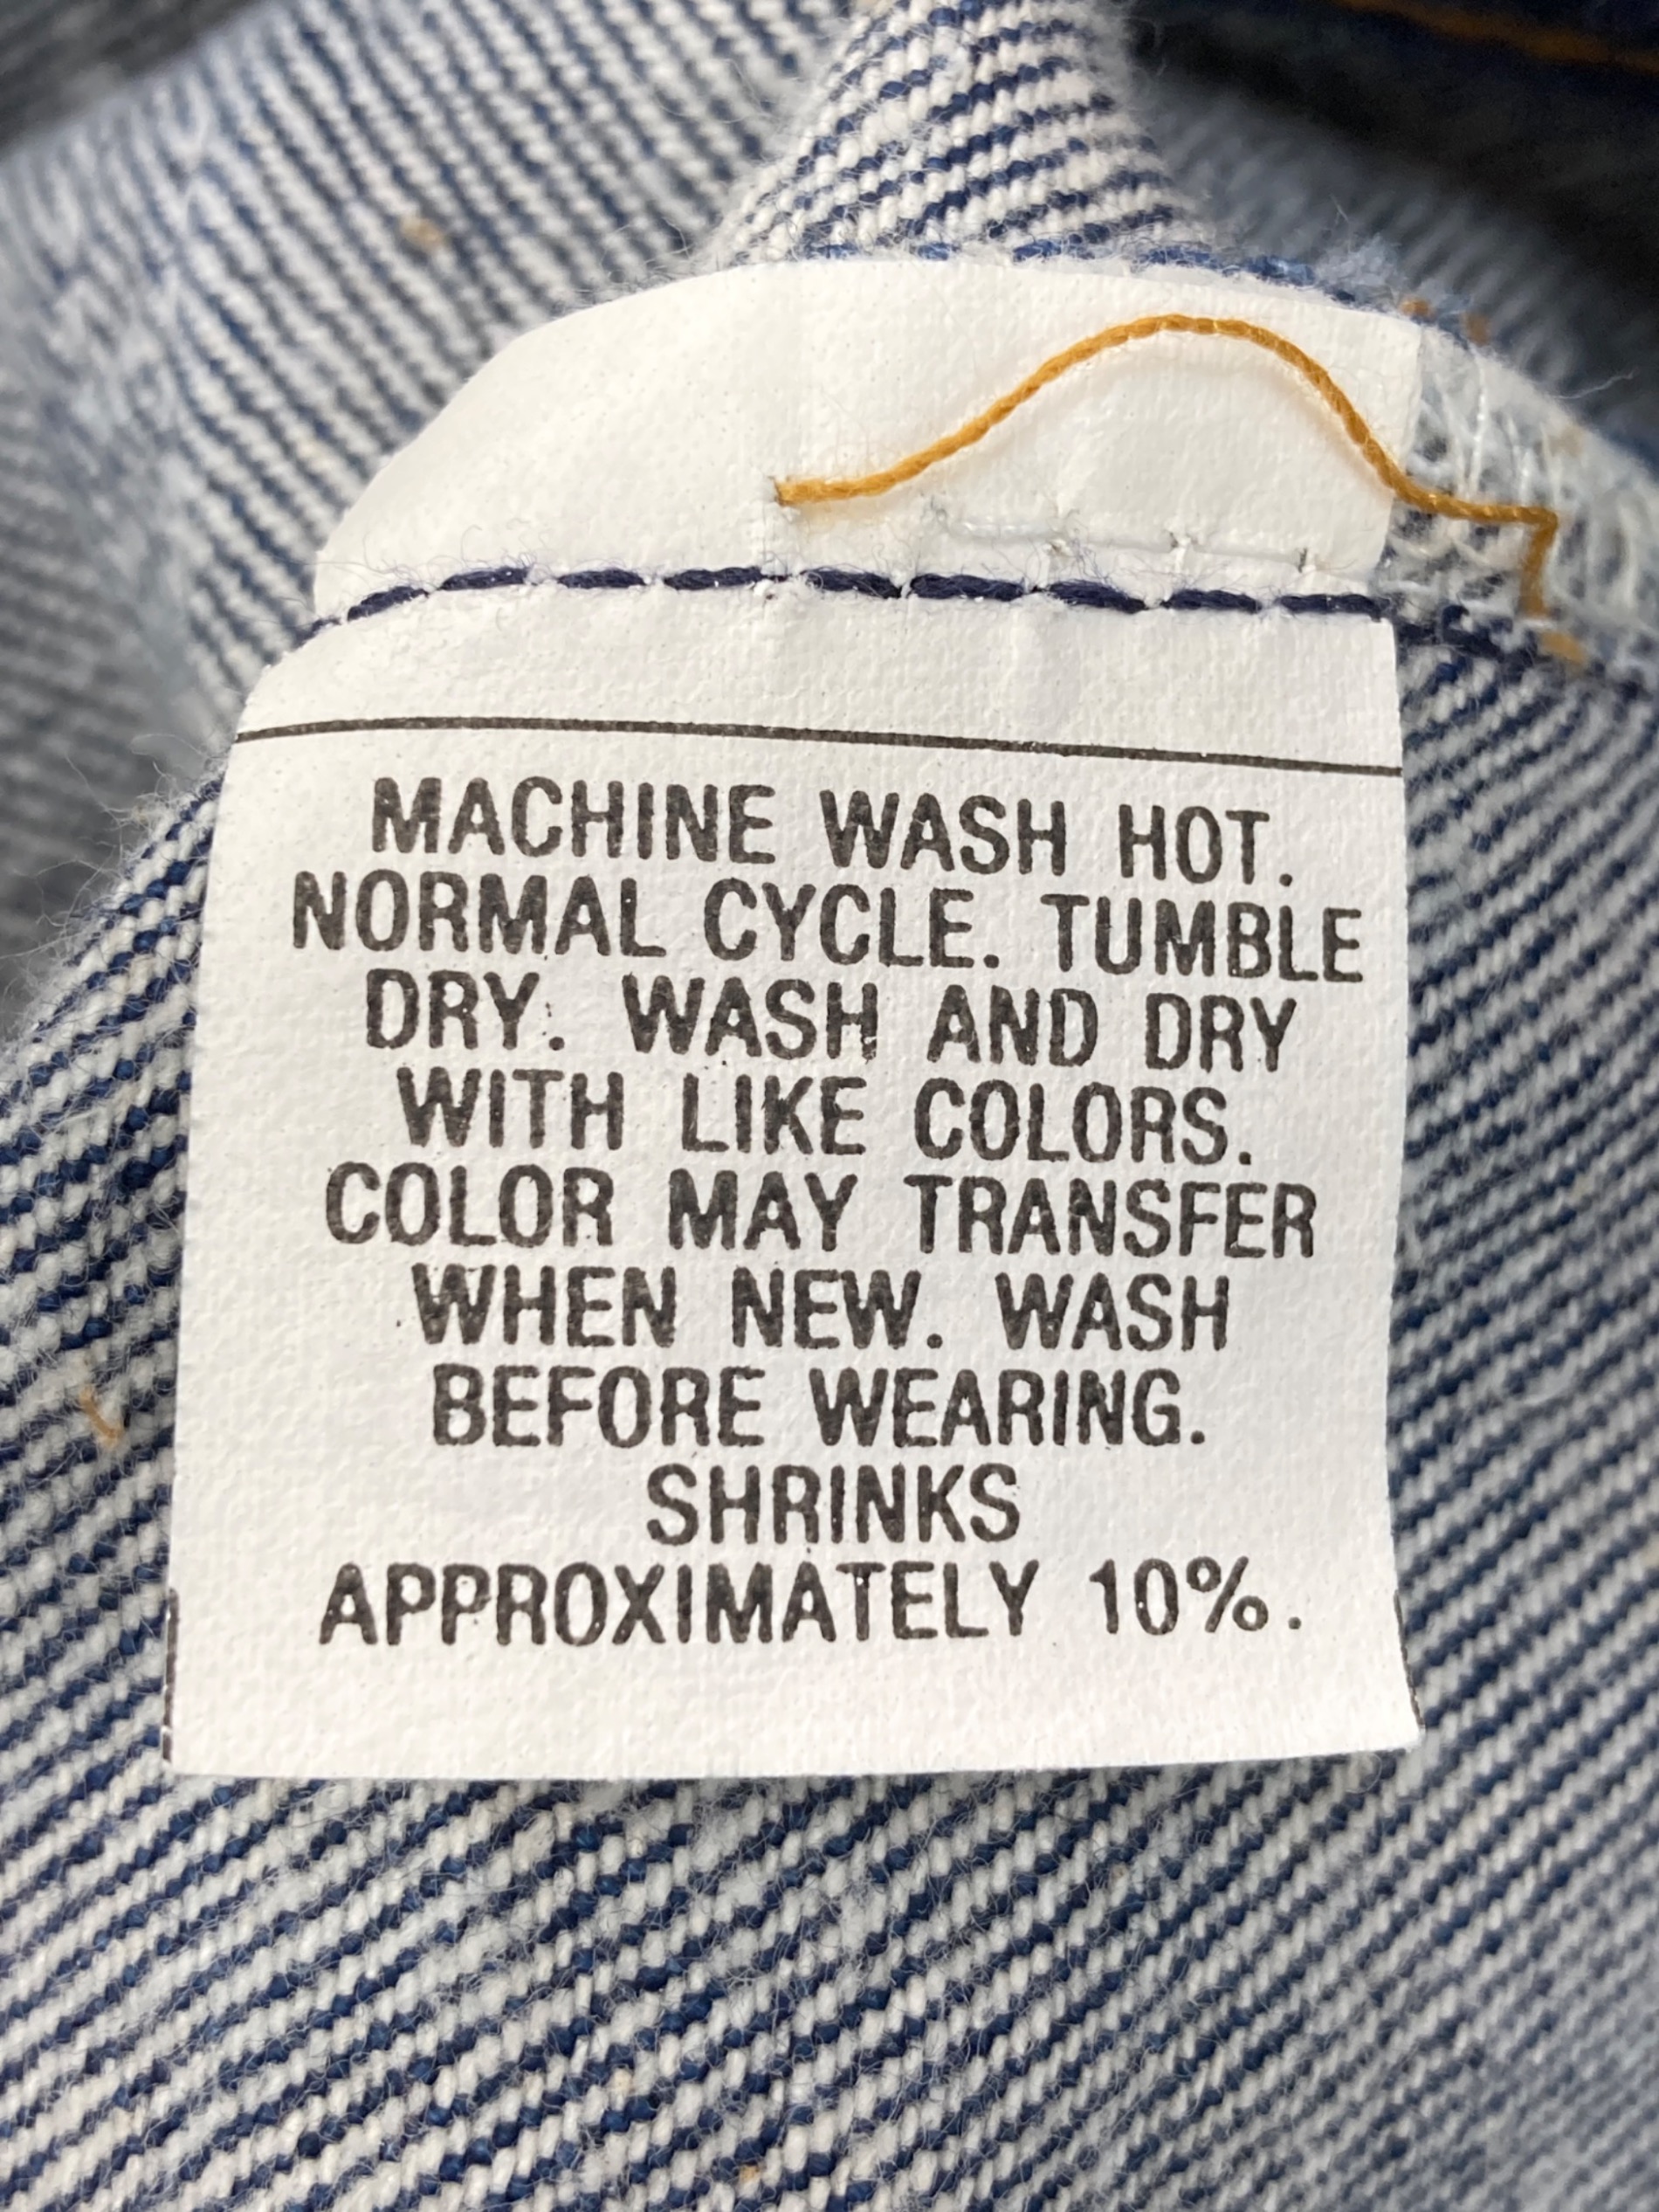 MACHINE WASH HOT.
NORMAL CYCLE. TUMBLE
DRY. WASH AND DRY
WITH LIKE COLORS.
COLOR MAY TRANSFER
WHEN NEW. WASH
BEFORE WEARING.
SHRINKS
APPROXIMATELY 10%.